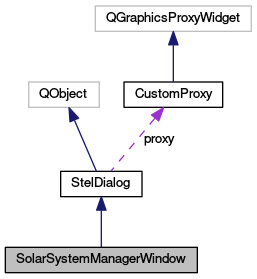 QGraphicsProxyWidget
QObject
CustomProxy
proxy
StelDialog
SolarSystemManagerWindow